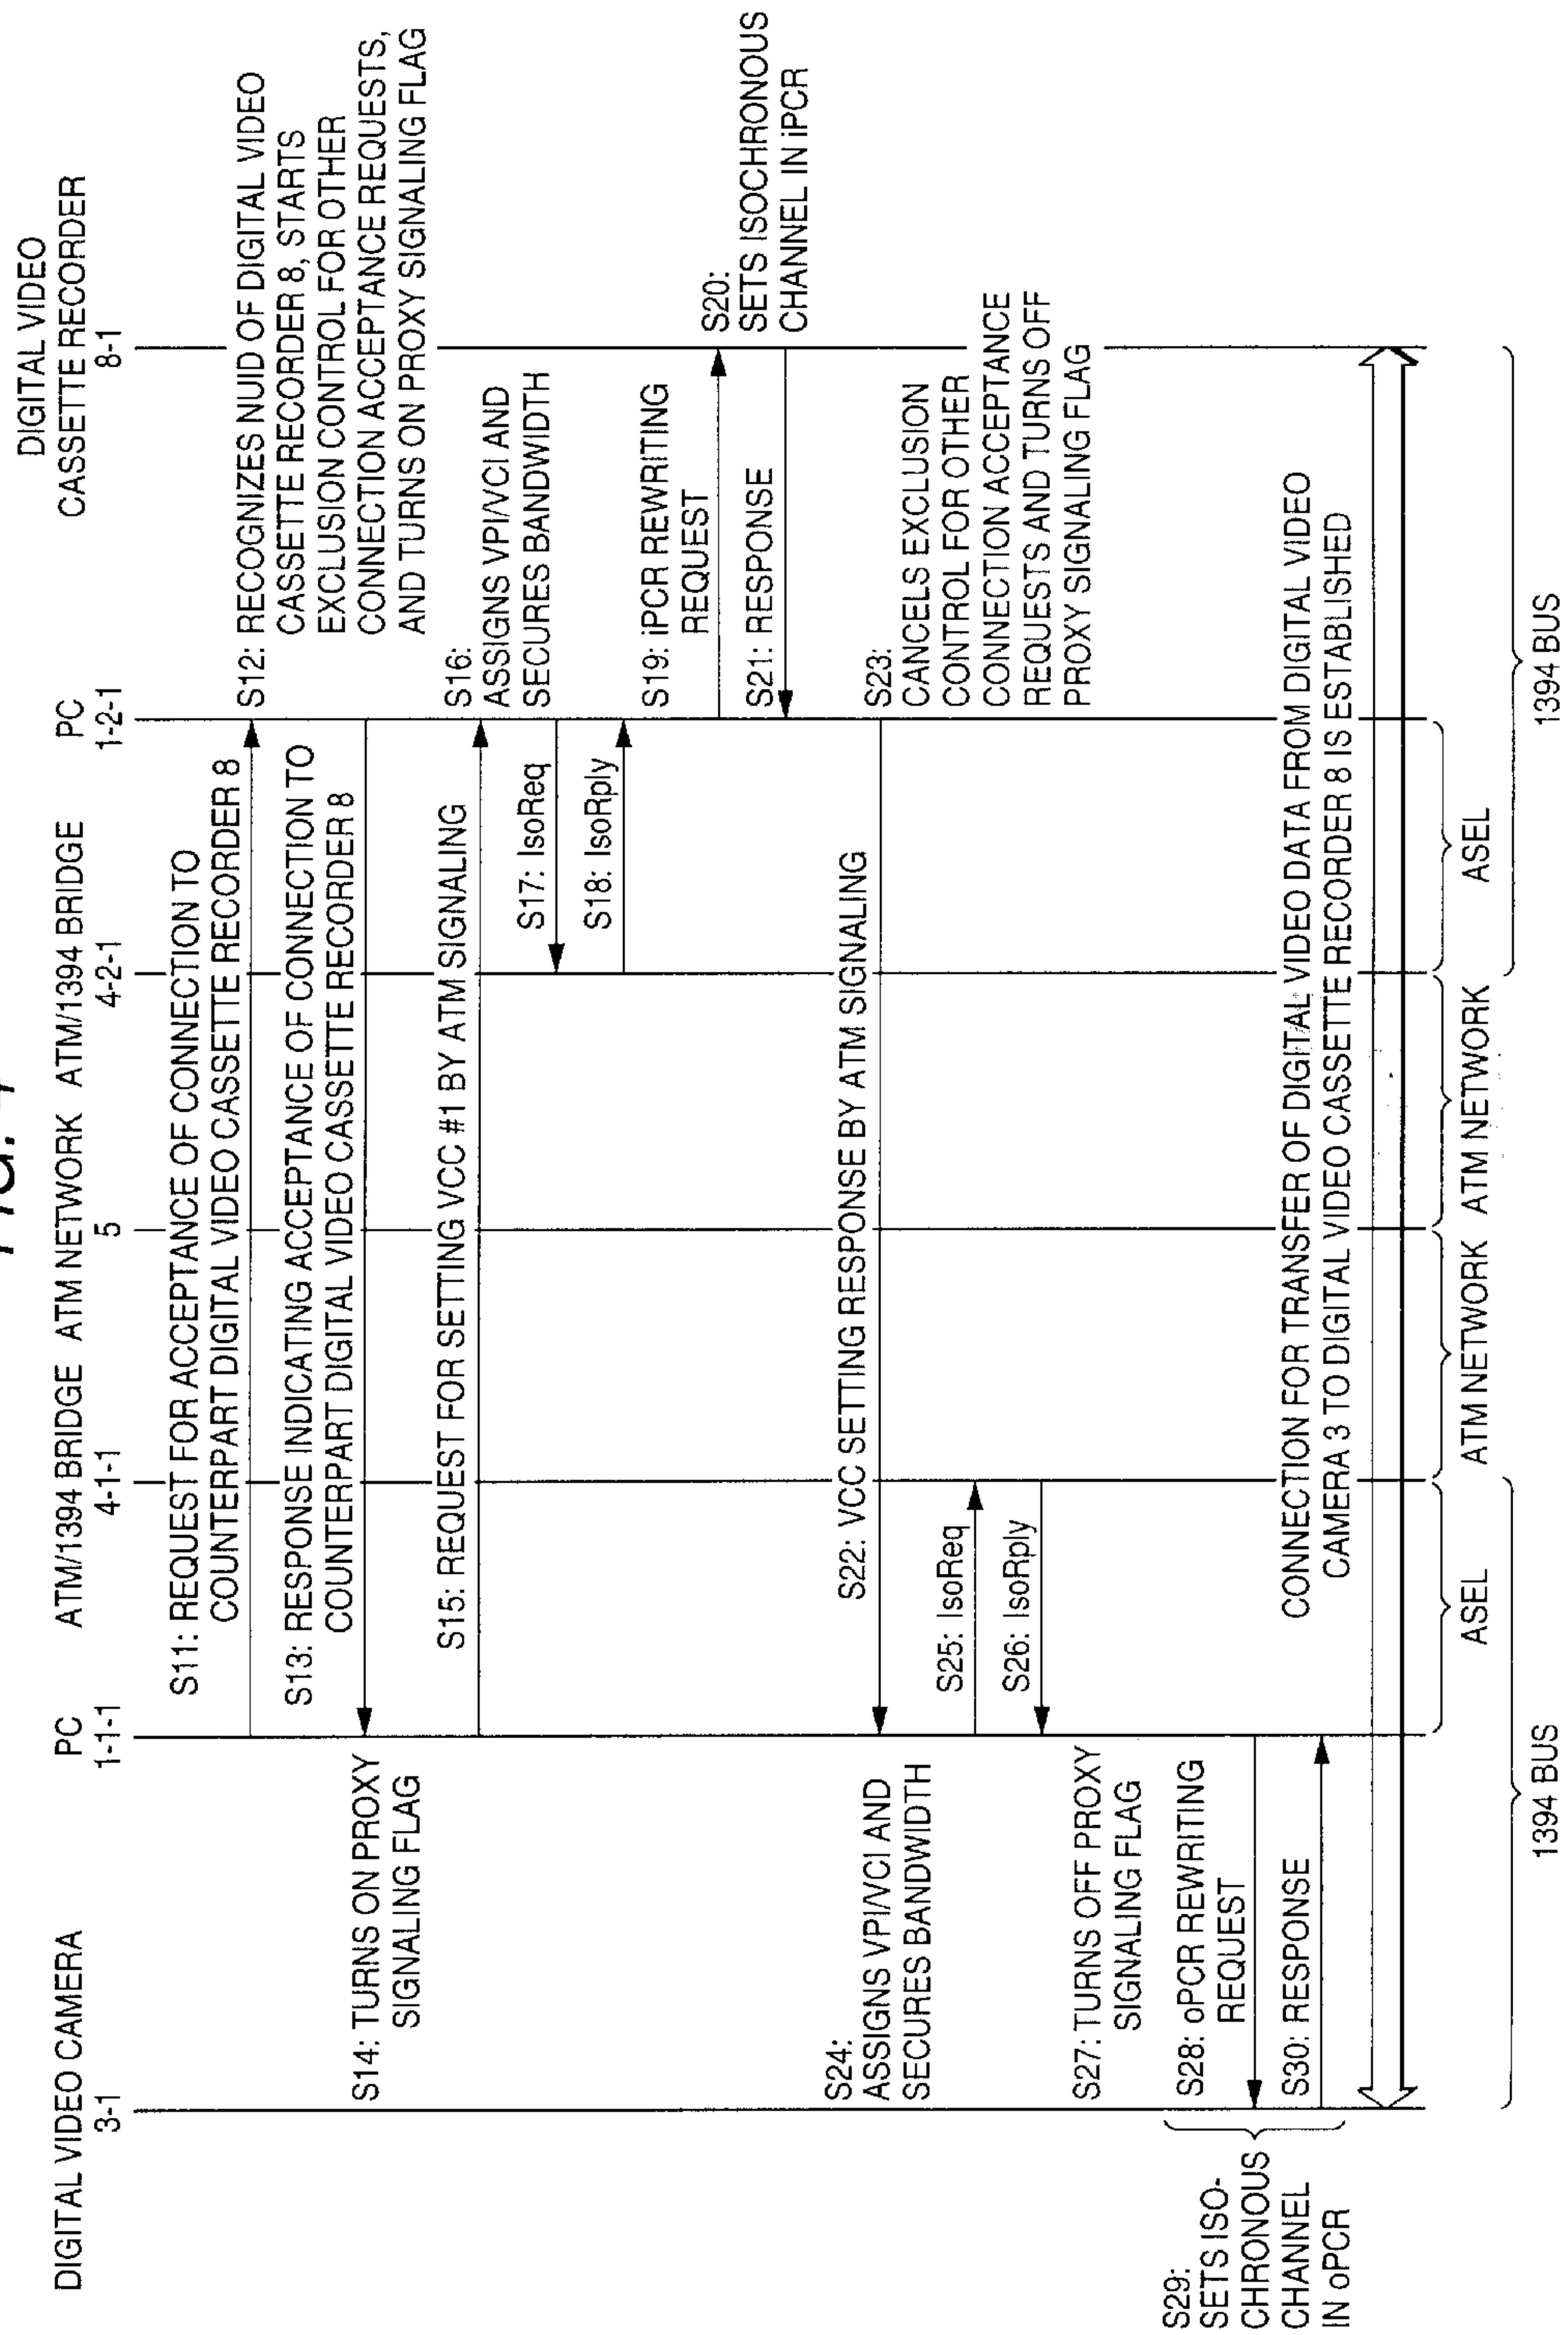 DIGITAL VIDEO CAMERA
3-1
PC
1-1-1
ATM/1394 BRIDGE
4-1-1
ATM NETWORK
5
ATM/1394 BRIDGE
4-2-1
PC
1-2-1
DIGITAL VIDEO
CASSETTE RECORDER
8-1
S11: REQUEST FOR ACCEPTANCE OF CONNECTION TO
COUNTERPART DIGITAL VIDEO CASSETTE RECORDER 8
S12: RECOGNIZES NUID OF DIGITAL VIDEO
CASSETTE RECORDER 8, STARTS
EXCLUSION CONTROL FOR OTHER
CONNECTION ACCEPTANCE REQUESTS,
AND TURNS ON PROXY SIGNALING FLAG
S13: RESPONSE INDICATING ACCEPTANCE OF CONNECTION TO
COUNTERPART DIGITAL VIDEO CASSETTE RECORDER 8
S14: TURNS ON PROXY
SIGNALING FLAG
S15: REQUEST FOR SETTING VCC #1 BY ATM SIGNALING
S16:
ASSIGNS VPI/VCI AND
SECURES BANDWIDTH
S17: IsoReq
S18: IsoRply
S19: iPCR REWRITING
REQUEST
S20:
SETS ISOCHRONOUS
CHANNEL IN iPCR
S21: RESPONSE
S22: VCC SETTING RESPONSE BY ATM SIGNALING
S23:
CANCELS EXCLUSION
CONTROL FOR OTHER
CONNECTION ACCEPTANCE
REQUESTS AND TURNS OFF
PROXY SIGNALING FLAG
S24:
ASSIGNS VPI/VCI AND
SECURES BANDWIDTH
S25: IsoReq
S26: IsoRply
S27: TURNS OFF PROXY
SIGNALING FLAG
S28: oPCR REWRITING
REQUEST
S29:
SETS ISO-
CHRONOUS
CHANNEL
IN oPCR
S30: RESPONSE
CONNECTION FOR TRANSFER OF DIGITAL VIDEO DATA FROM DIGITAL VIDEO
CAMERA 3 TO DIGITAL VIDEO CASSETTE RECORDER 8 IS ESTABLISHED
ASEL
ATM NETWORK
ATM NETWORK
ASEL
1394 BUS
1394 BUS